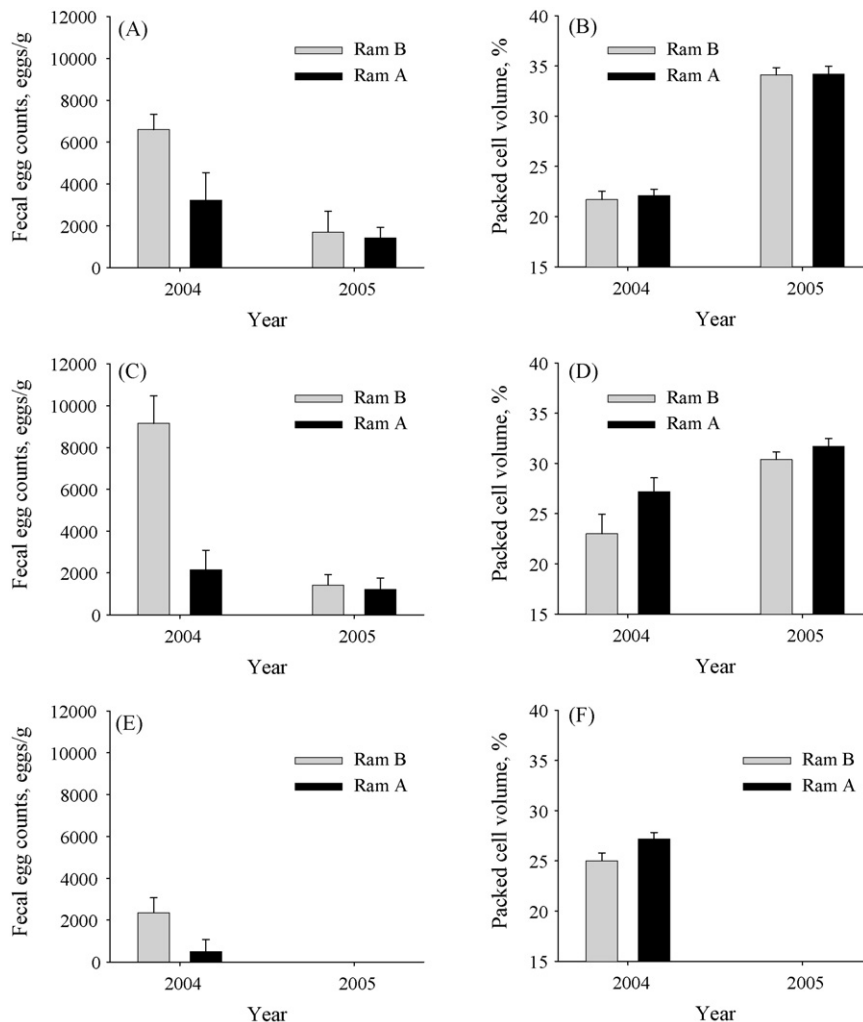 (A)
Fecal egg counts, eggs/g
12000
10000
8000
6000
4000
2000
0
Ram B
Ram A
2004
2005
Year
(B)
Packed cell volume, %
40
35
30
25
20
15
Ram B
Ram A
2004
2005
Year
(C)
Fecal egg counts, eggs/g
12000
10000
8000
6000
4000
2000
0
Ram B
Ram A
2004
2005
Year
(D)
Packed cell volume, %
40
35
30
25
20
15
Ram B
Ram A
2004
2005
Year
(E)
Fecal egg counts, eggs/g
12000
10000
8000
6000
4000
2000
0
Ram B
Ram A
2004
2005
Year
(F)
Packed cell volume, %
40
35
30
25
20
15
Ram B
Ram A
2004
2005
Year